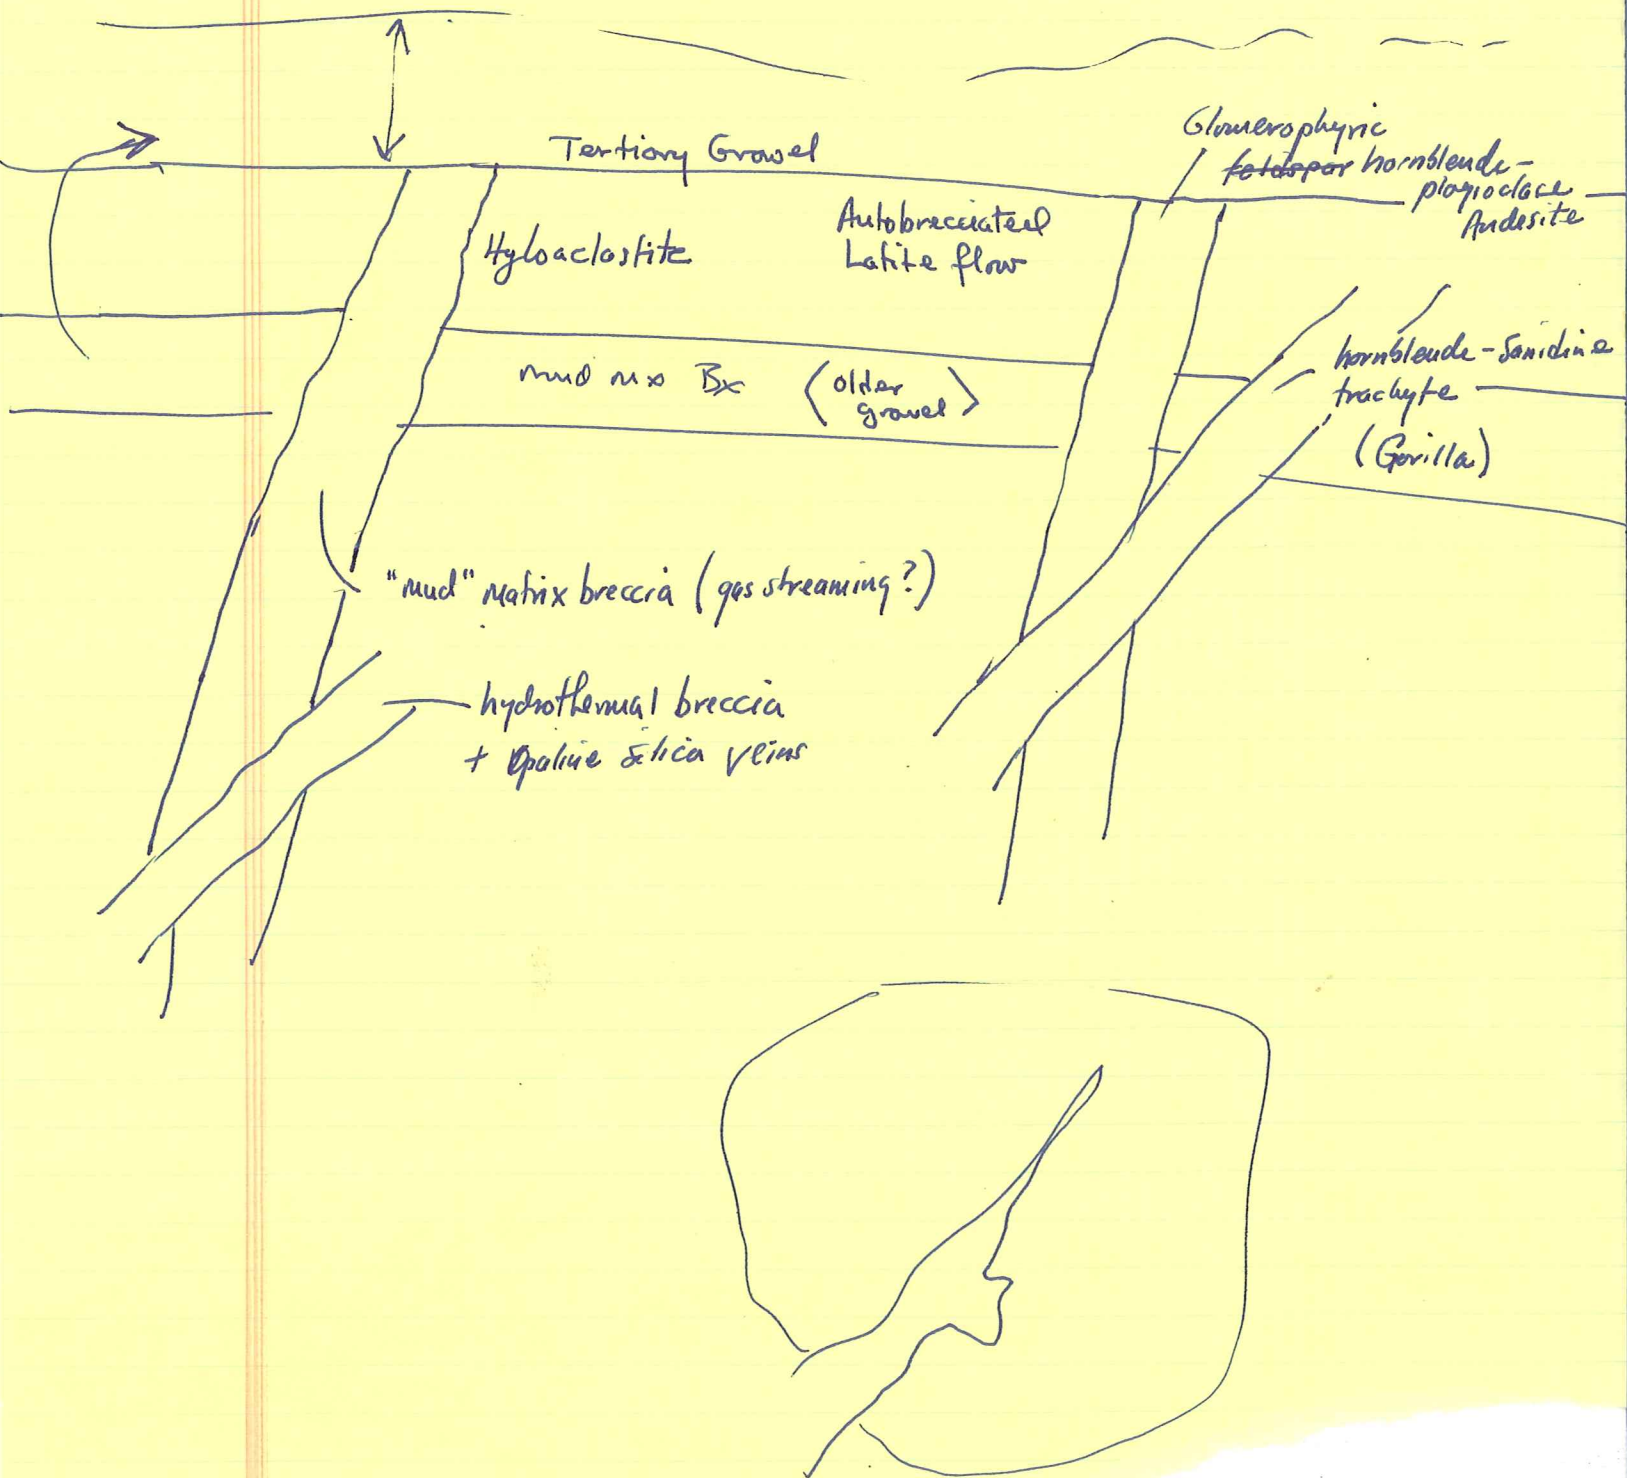 Tertiary Gravel
Glomerophyric
feldspar hornblende-
plagioclace
Andesite
Hyloaclastite
Autobrecciated
Latite flow
mud mx Bx
(older
gravel)
hornblende-Sanidine
trachyte
(Gorilla)
"mud" matrix breccia (gas streaming?)
hydrothermal breccia
+ Opaline Silica veins